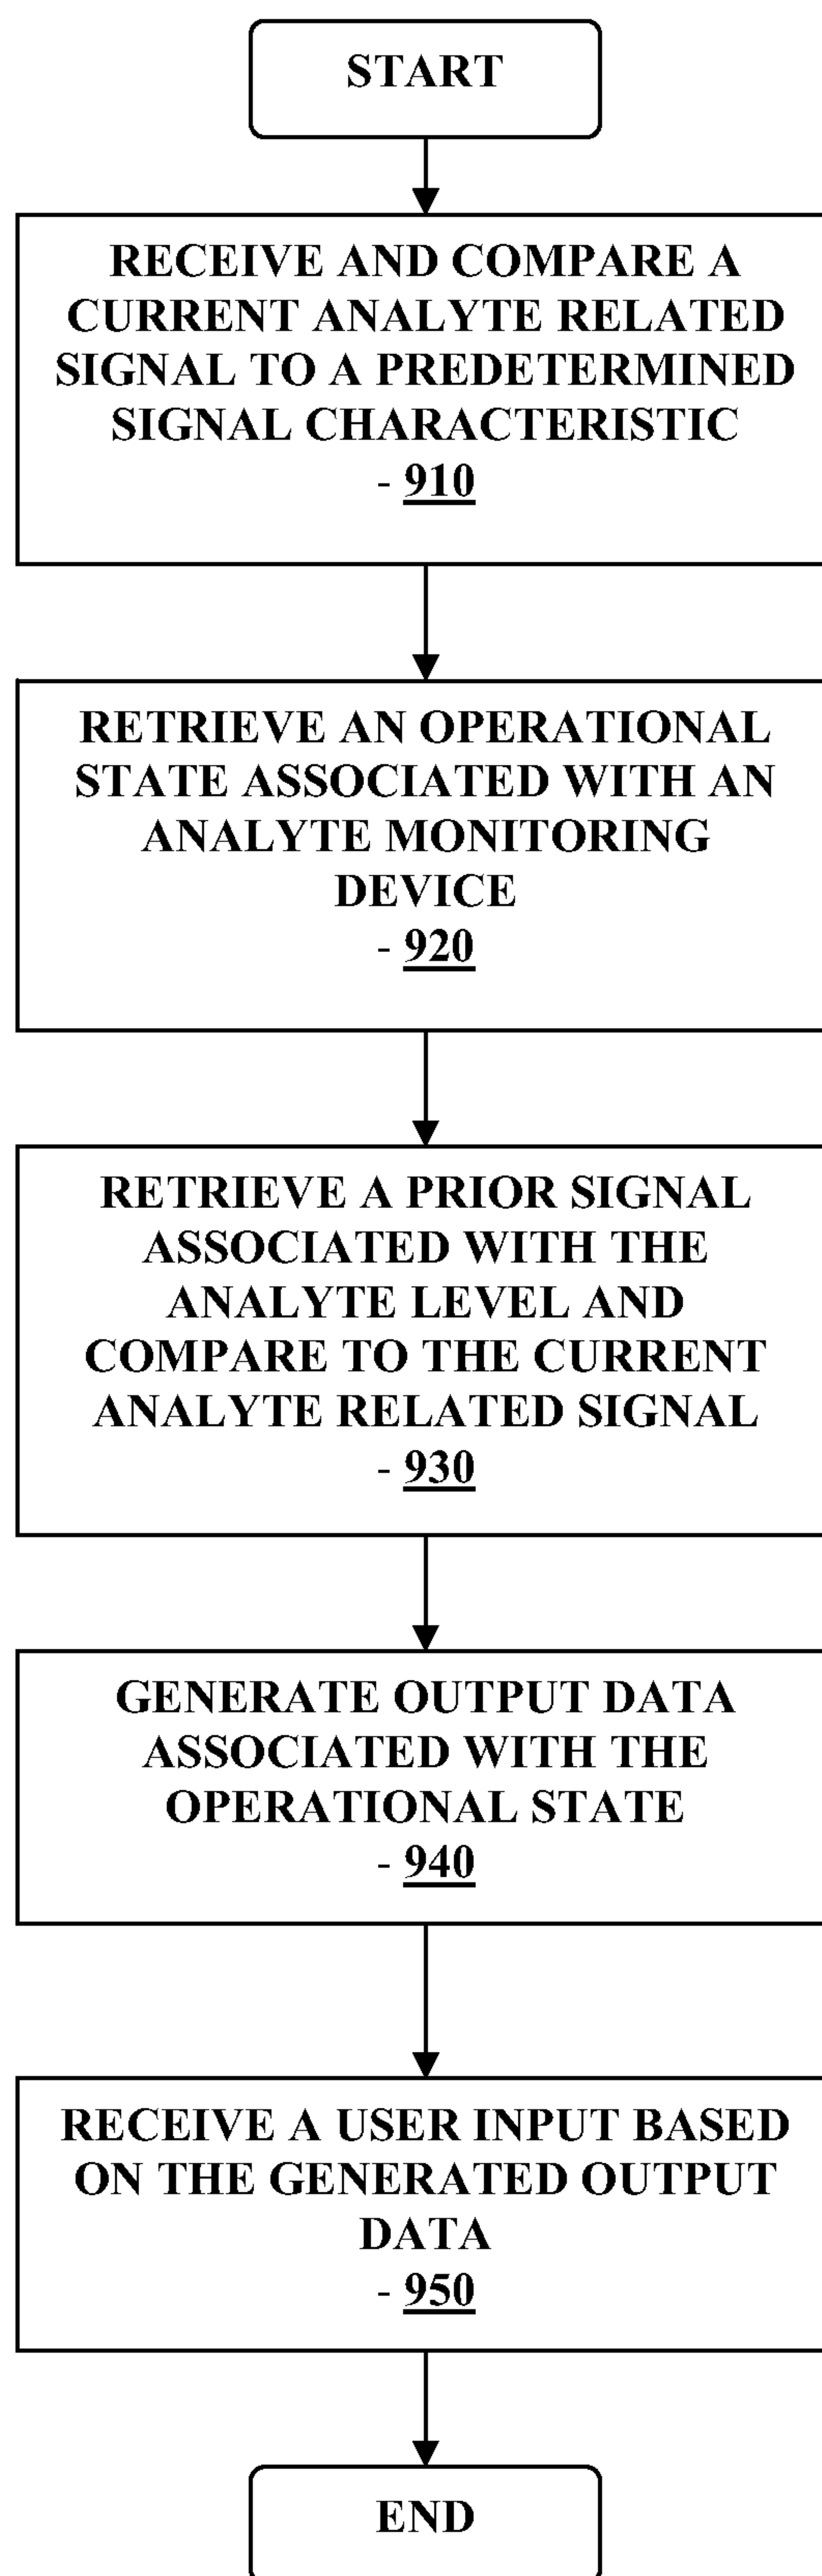 START
RECEIVE AND COMPARE A
CURRENT ANALYTE RELATED
SIGNAL TO A PREDETERMINED
SIGNAL CHARACTERISTIC
- 910
RETRIEVE AN OPERATIONAL
STATE ASSOCIATED WITH AN
ANALYTE MONITORING
DEVICE
- 920
RETRIEVE A PRIOR SIGNAL
ASSOCIATED WITH THE
ANALYTE LEVEL AND
COMPARE TO THE CURRENT
ANALYTE RELATED SIGNAL
- 930
GENERATE OUTPUT DATA
ASSOCIATED WITH THE
OPERATIONAL STATE
- 940
RECEIVE A USER INPUT BASED
ON THE GENERATED OUTPUT
DATA
- 950
END